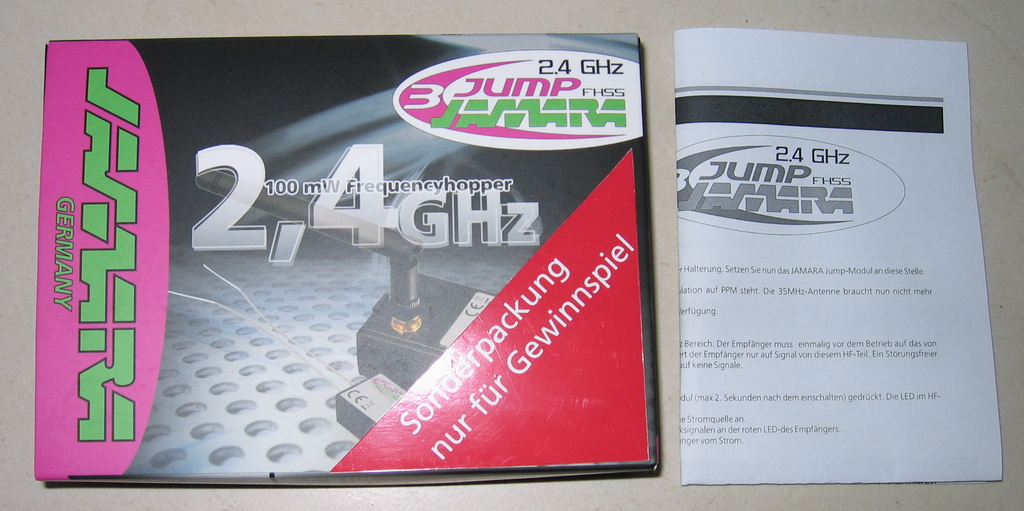 JAMARA
GERMANY
2.4 GHz
3 JUMP FHSS
JAMARA
2,4 GHz
100 mW Frequencyhopper
Sonderpackung
nur für Gewinnspiel
CE
2.4 GHz
3 JUMP FHSS
JAMARA
r Halterung. Setzen Sie nun das JAMARA Jump-Modul an diese Stelle.
lation auf PPM steht. Die 35MHz-Antenne braucht nun nicht mehr
erfügung.
z Bereich. Der Empfänger muss einmalig vor dem Betrieb auf das von
rt der Empfänger nur auf Signal von diesem HF-Teil. Ein Störungsfreier
auf keine Signale.
dul (max 2. Sekunden nach dem einschalten) gedrückt. Die LED im HF-
e Stromquelle an.
ksignalen an der roten LED-des Empfängers.
nger vom Strom.